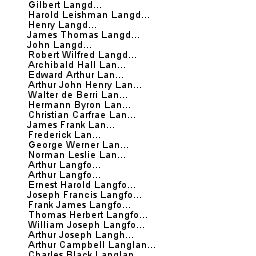 Gilbert Langd...
Harold Leishman Langd...
Henry Langd...
James Thomas Langd...
John Langd...
Robert Wilfred Langd...
Archibald Hall Lan...
Edward Arthur Lan...
Arthur John Henry Lan...
Walter de Berri Lan...
Hermann Byron Lan...
Christian Carfrae Lan...
James Frank Lan...
Frederick Lan...
George Werner Lan...
Norman Leslie Lan...
Arthur Langfo...
Arthur Langfo...
Ernest Harold Langfo...
Joseph Francis Langfo...
Frank James Langfo...
Thomas Herbert Langfo...
William Joseph Langfo...
Arthur Joseph Langh...
Arthur Campbell Langlan...
Charles Black Langlan